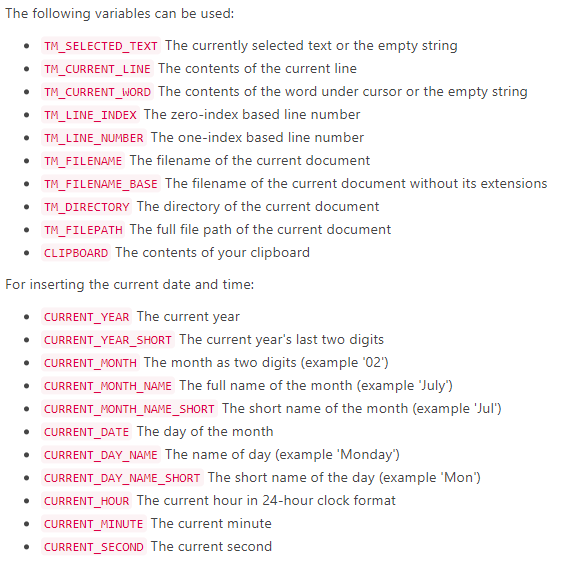 The following variables can be used:
TM_SELECTED_TEXT The currently selected text or the empty string
TM_CURRENT_LINE The contents of the current line
TM_CURRENT_WORD The contents of the word under cursor or the empty string
TM_LINE_INDEX The zero-index based line number
TM_LINE_NUMBER The one-index based line number
TM_FILENAME The filename of the current document
TM_FILENAME_BASE The filename of the current document without its extensions
TM_DIRECTORY The directory of the current document
TM_FILEPATH The full file path of the current document
CLIPBOARD The contents of your clipboard
For inserting the current date and time:
CURRENT_YEAR The current year
CURRENT_YEAR_SHORT The current year's last two digits
CURRENT_MONTH The month as two digits (example '02')
CURRENT_MONTH_NAME The full name of the month (example 'July')
CURRENT_MONTH_NAME_SHORT The short name of the month (example 'Jul')
CURRENT_DATE The day of the month
CURRENT_DAY_NAME The name of day (example 'Monday')
CURRENT_DAY_NAME_SHORT The short name of the day (example 'Mon')
CURRENT_HOUR The current hour in 24-hour clock format
CURRENT_MINUTE The current minute
CURRENT_SECOND The current second